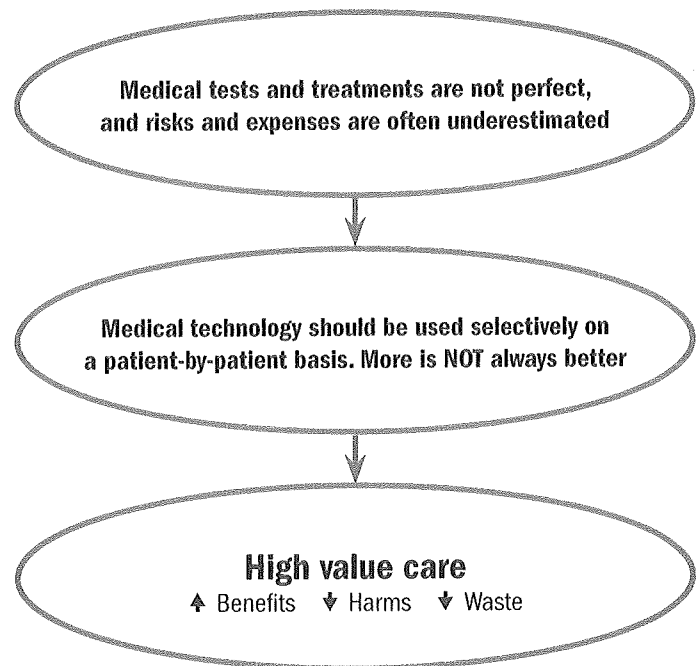 Medical tests and treatments are not perfect,
and risks and expenses are often underestimated
Medical technology should be used selectively on
a patient-by-patient basis. More is NOT always better
High value care
↑ Benefits ↓ Harms ↓ Waste